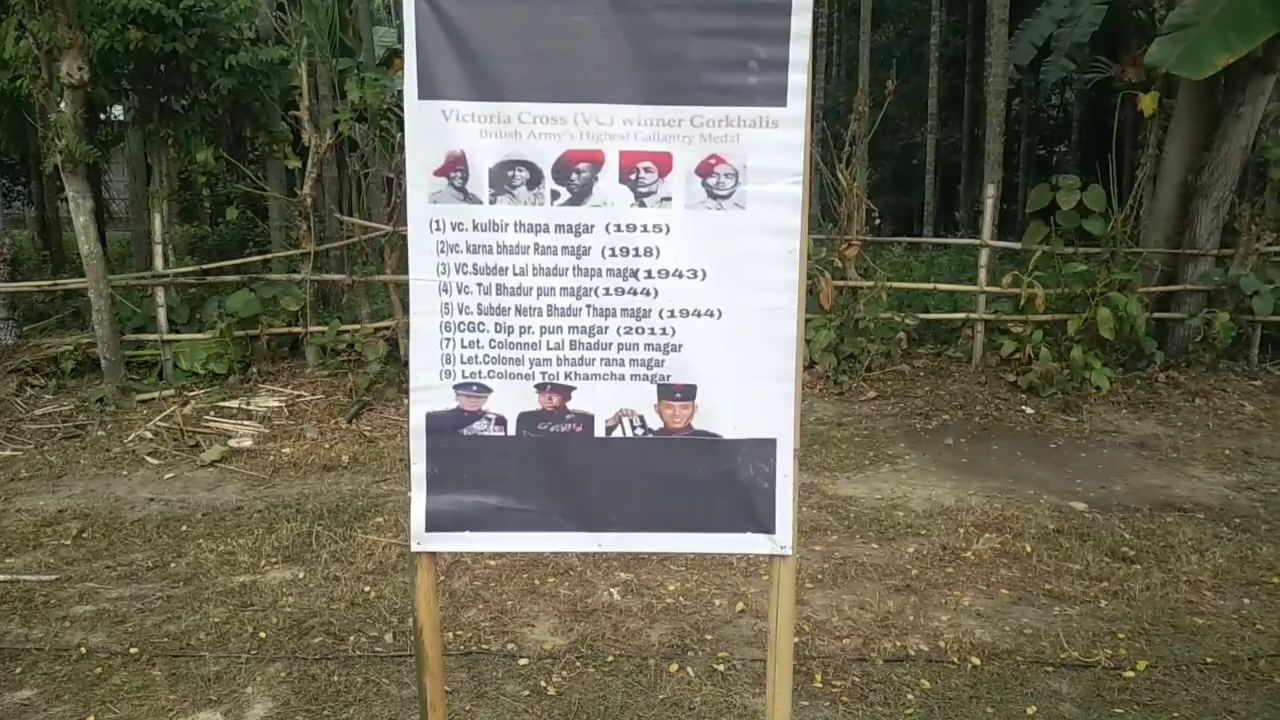 Victoria Cross (VC) winner Gorkhalis
British Army's Highest Gallantry Medal
(1) vc. kulbir thapa magar (1915)
(2)vc. karna bhadur Rana magar (1918)
(3) VC.Subder Lal bhadur thapa maga(1943)
(4) Vc. Tul Bhadur pun magar(1944)
(5) Vc. Subder Netra Bhadur Thapa magar (1944)
(6)CGC. Dip pr. pun magar (2011)
(7) Let. Colonnel Lal Bhadur pun magar
(8) Let.Colonel yam bhadur rana magar
(9) Let.Colonel Tol Khamcha magar